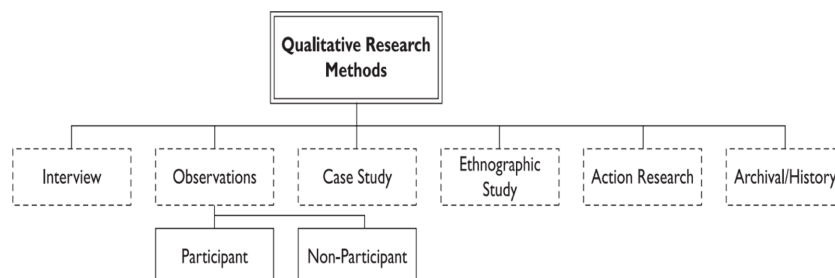 Qualitative Research
Methods
Interview
Observations
Case Study
Ethnographic
Study
Action Research
Archival/History
Participant
Non-Participant